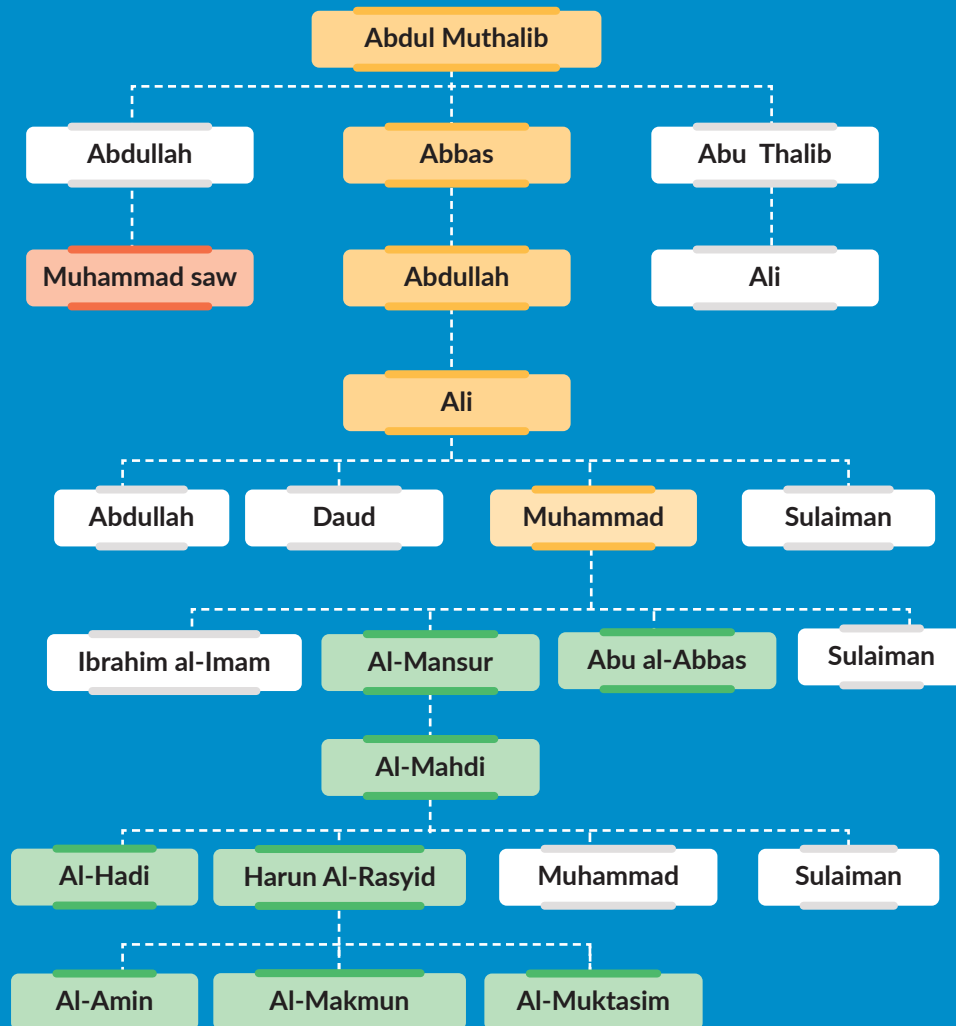 Abdul Muthalib
Abdullah
Abbas
Abu Thalib
Muhammad saw
Abdullah
Ali
Ali
Abdullah
Daud
Muhammad
Sulaiman
Ibrahim al-Imam
Al-Mansur
Abu al-Abbas
Sulaiman
Al-Mahdi
Al-Hadi
Harun Al-Rasyid
Muhammad
Sulaiman
Al-Amin
Al-Makmun
Al-Muktasim